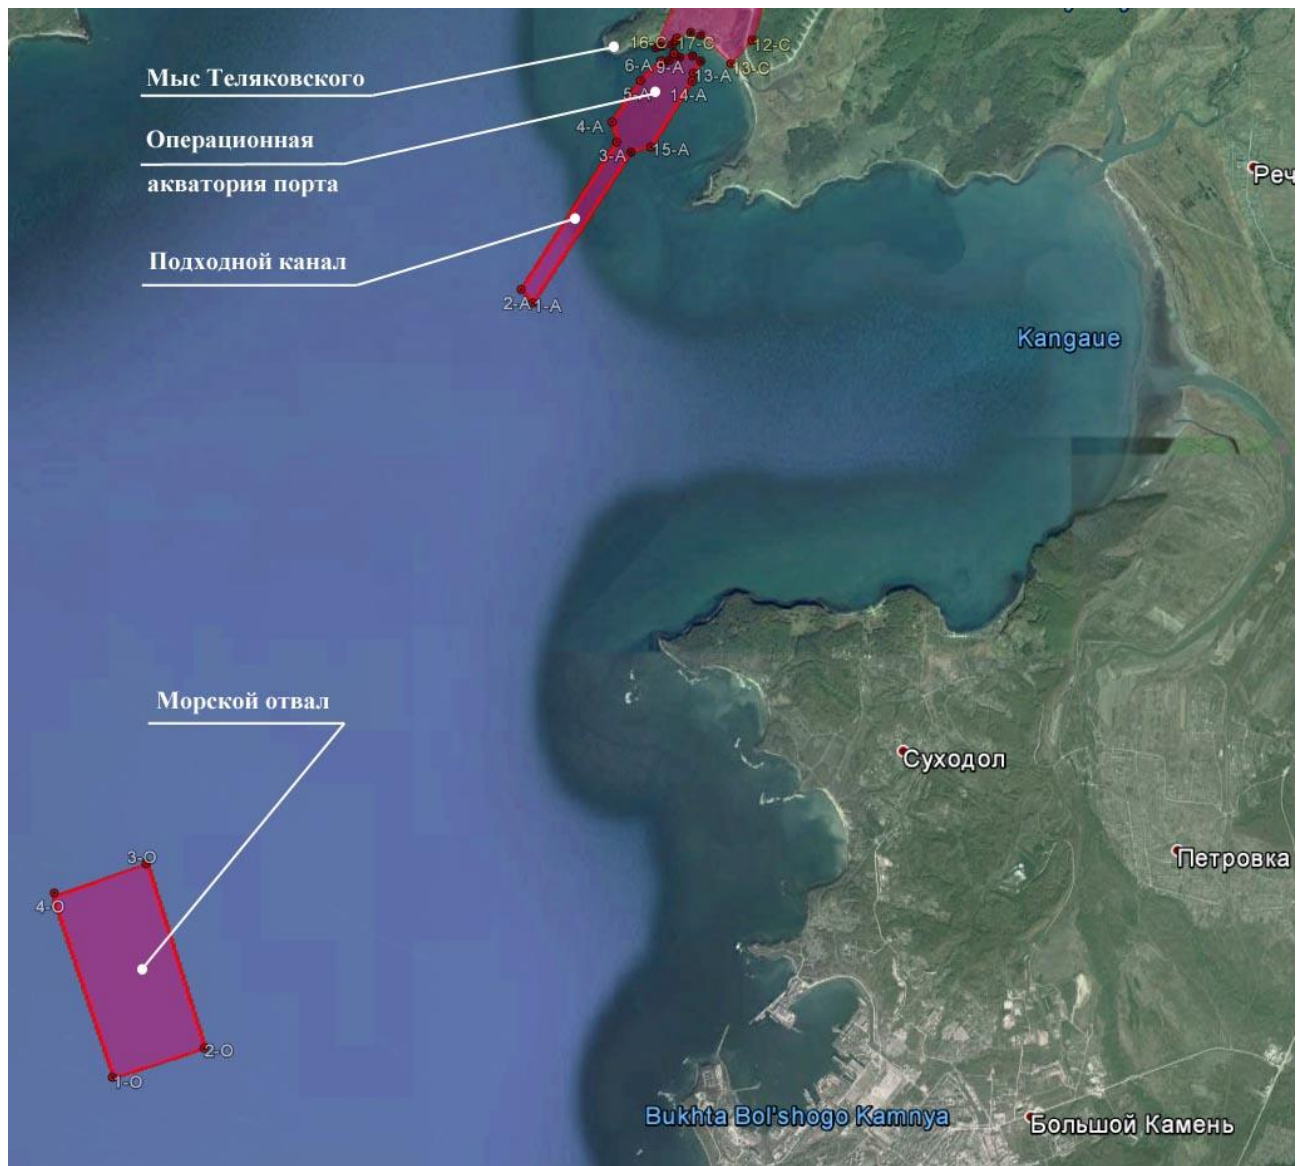 16-С
17-С
12-С
Мыс Теляковского
6-А
9-А
13-С
13-А
5-А
14-А
Операционная
акватория порта
4-А
3-А
15-А
Реч
Подходной канал
2-А
1-А
Kangaue
Морской отвал
Суходол
3-О
Петровка
4-О
2-О
1-О
Bukhta Bol'shogo Kamnya
Большой Камень